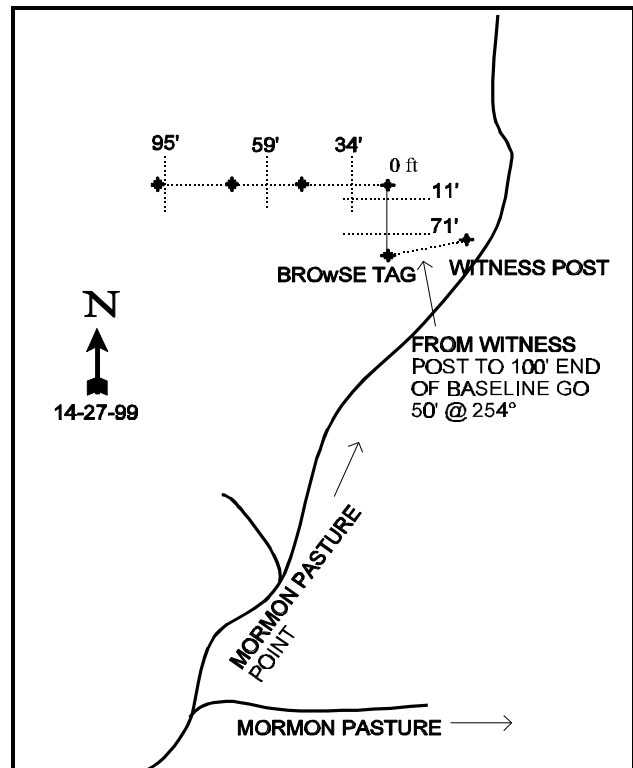 95'
59'
34'
0 ft
11'
71'
BROwSE TAG
WITNESS POST
N
14-27-99
FROM WITNESS
POST TO 100' END
OF BASELINE GO
50' @ 254°
MORMON PASTURE
POINT
MORMON PASTURE